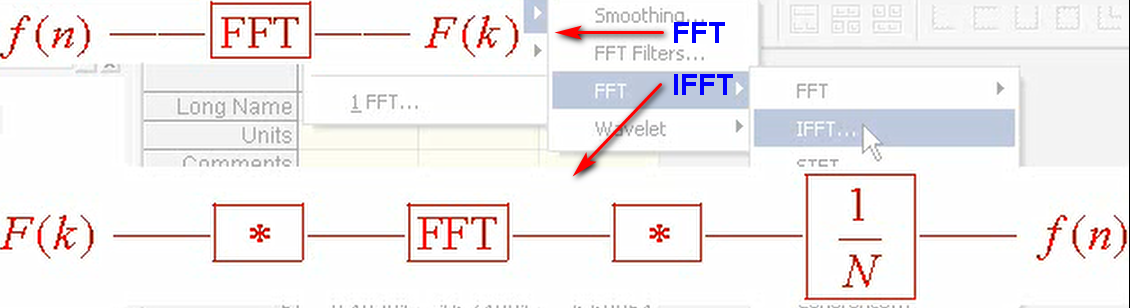 f(n) FFT F(k) FFT
Smoothing...
FFT Filters...
FFT IFFT
1 FFT...
FFT
Long Name
Units
Wavelet
IFFT...
Comments
STFT
F(k) * FFT * 1/N f(n)